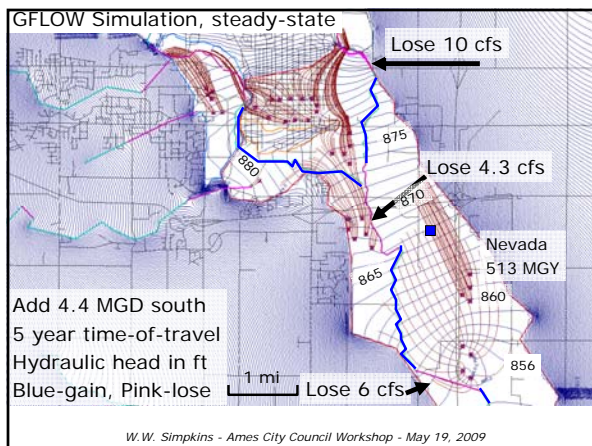 GFLOW Simulation, steady-state
Lose 10 cfs
875
Lose 4.3 cfs
880
870
Nevada
513 MGY
865
860
Add 4.4 MGD south
5 year time-of-travel
Hydraulic head in ft
Blue-gain, Pink-lose
1 mi
Lose 6 cfs
856
W.W. Simpkins - Ames City Council Workshop - May 19, 2009